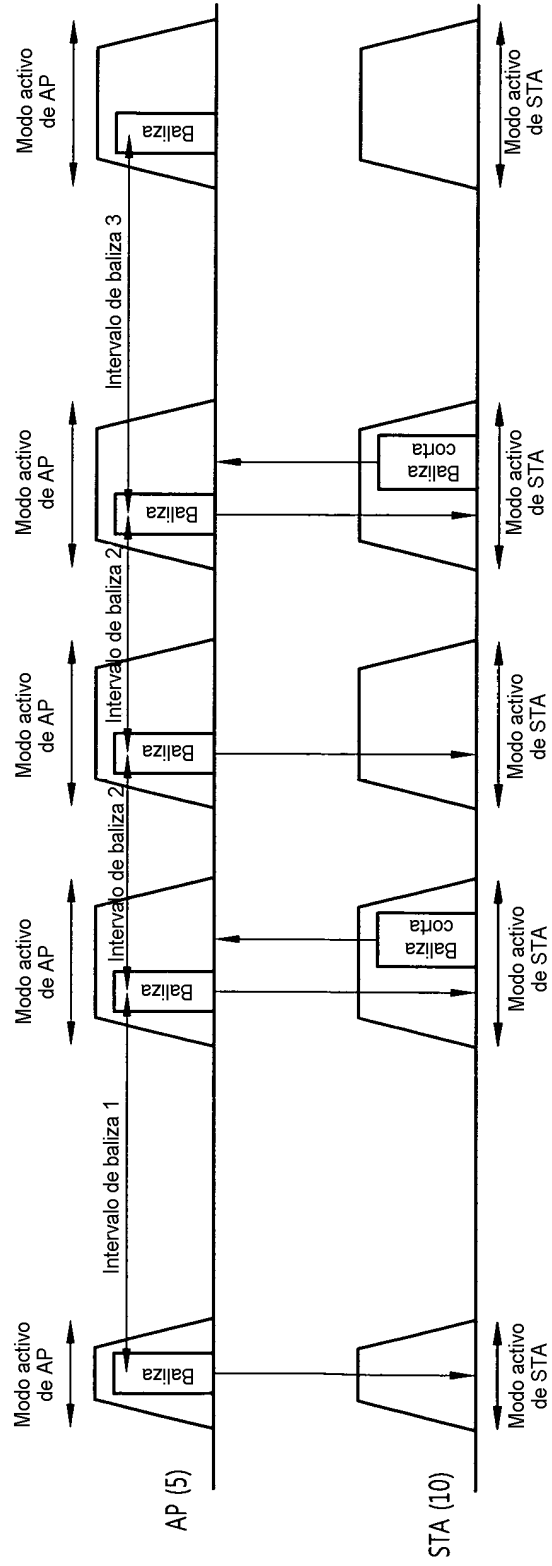 Modo activo
de AP
Modo activo
de AP
Modo activo
de AP
Modo activo
de AP
Modo activo
de AP
Intervalo de baliza 1
Intervalo de baliza 2
Intervalo de baliza 2
Intervalo de baliza 3
Baliza
Baliza
Baliza
Baliza
Baliza
AP (5)
Baliza
corta
Baliza
corta
STA (10)
Modo activo
de STA
Modo activo
de STA
Modo activo
de STA
Modo activo
de STA
Modo activo
de STA